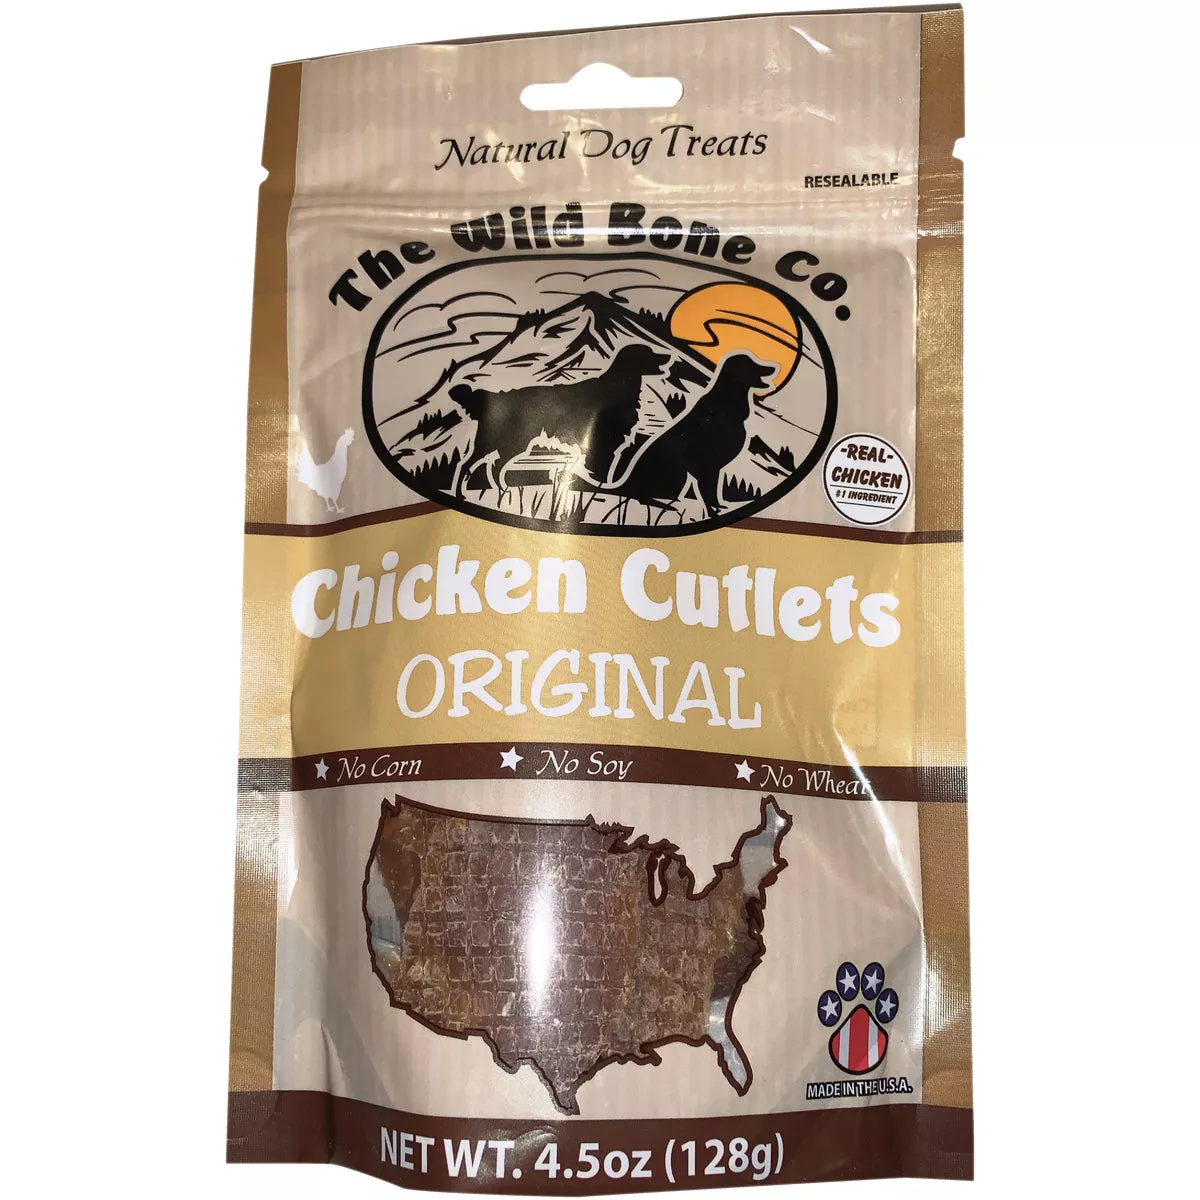 Natural Dog Treats
RESEALABLE
The Wild Bone Co.
-REAL-
CHICKEN
#1 INGREDIENT
Chicken Cutlets
ORIGINAL
No Corn No Soy No Wheat
MADE IN THE U.S.A.
NET WT. 4.5oz (128g)